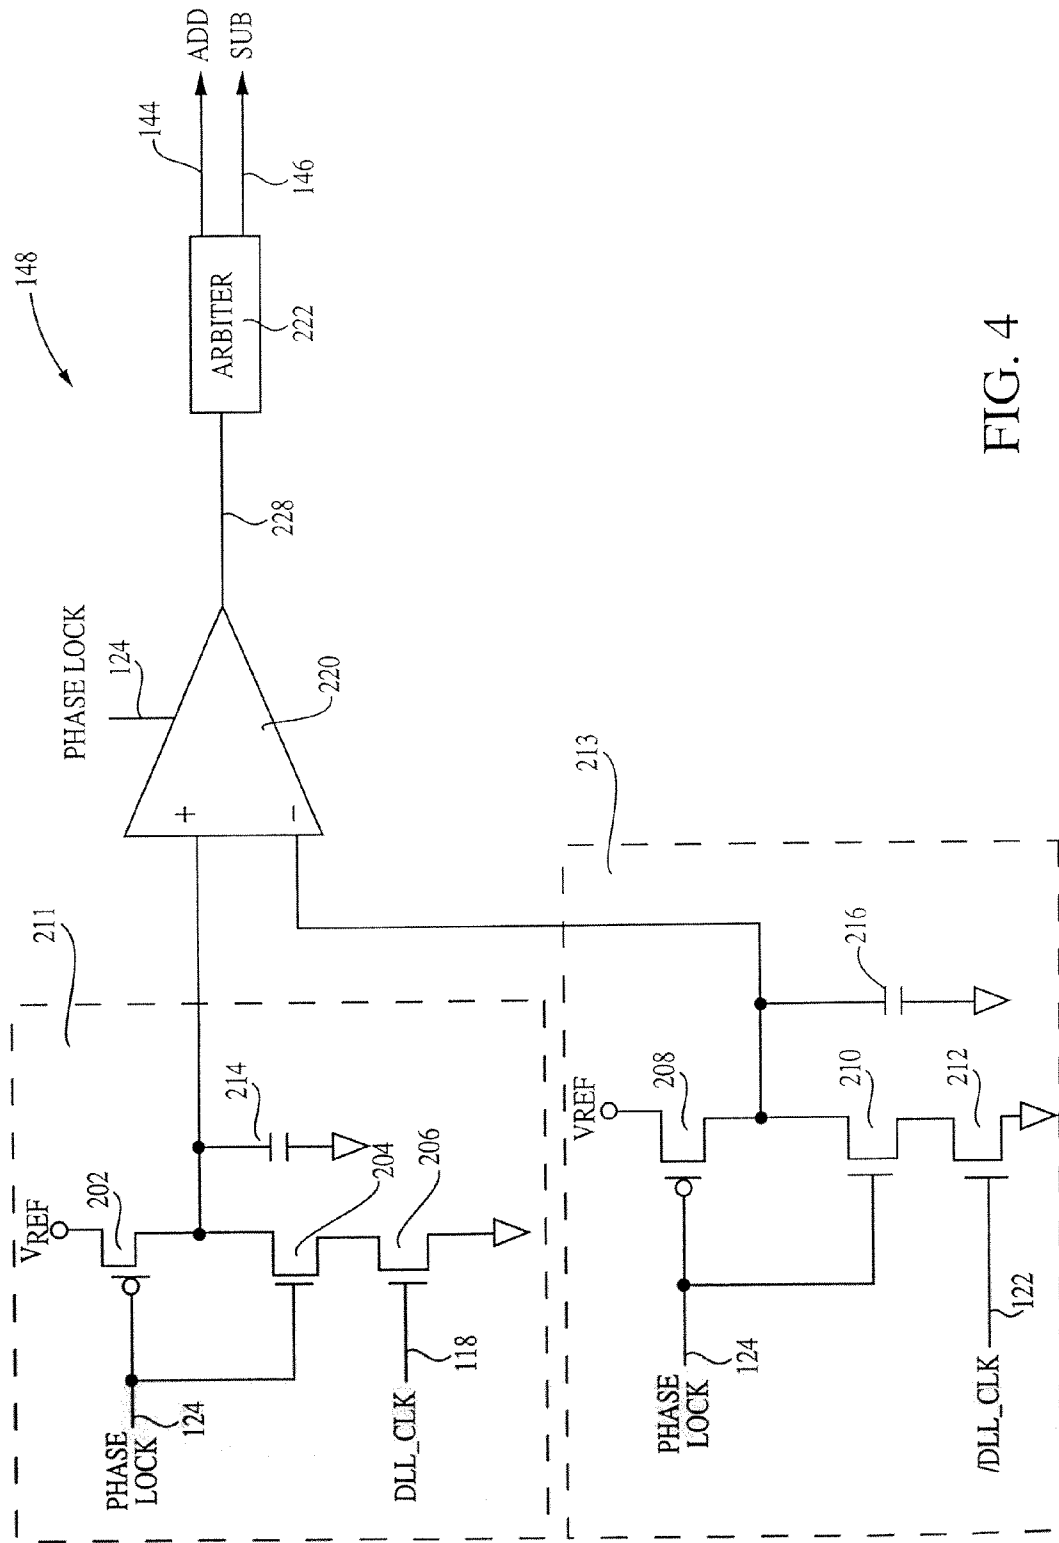 148
PHASE LOCK
124
144
ADD
+
-
220
228
ARBITER
222
146
SUB
211
VREF
202
PHASE
LOCK
124
214
204
206
DLL_CLK
118
213
VREF
208
PHASE
LOCK
124
216
210
212
/DLL_CLK
122
FIG. 4